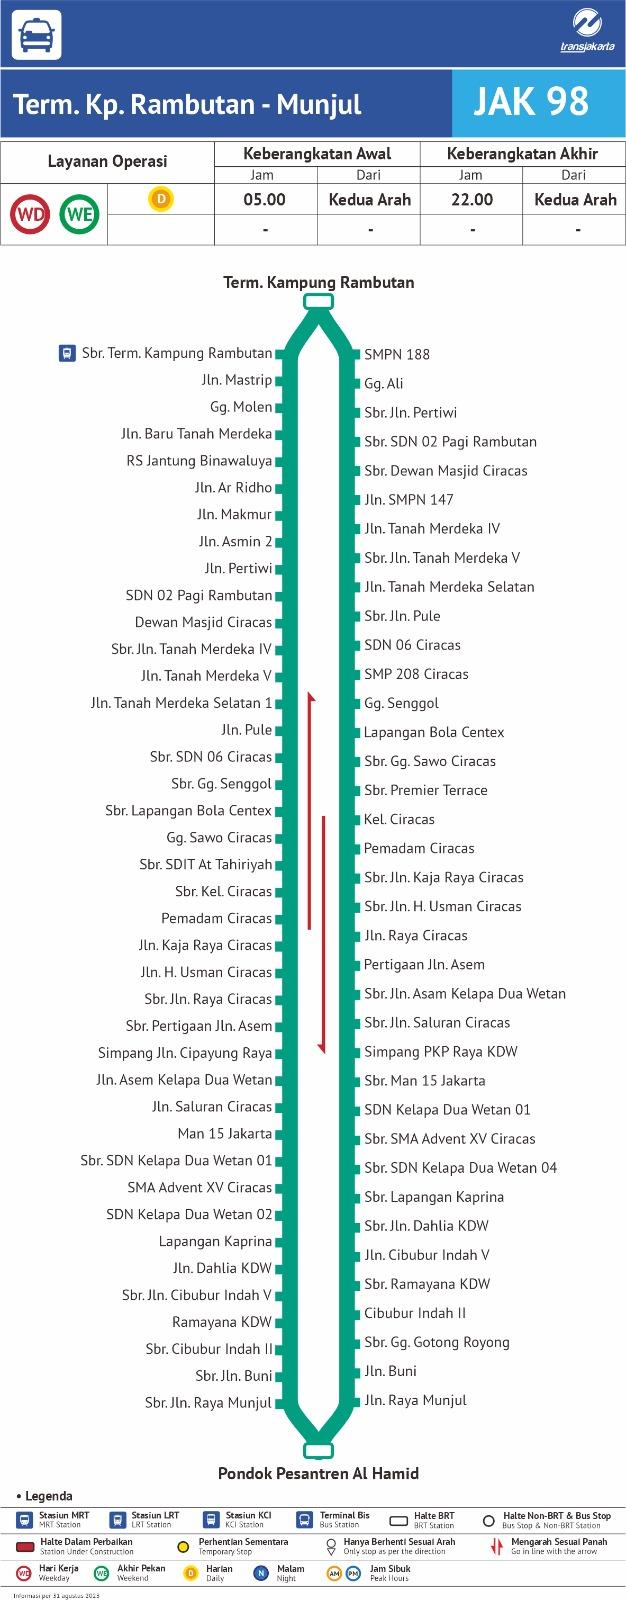 transjakarta
Term. Kp. Rambutan - Munjul
JAK 98
Layanan Operasi
Keberangkatan Awal
Keberangkatan Akhir
Jam
Dari
Jam
Dari
WD
WE
D
05.00
Kedua Arah
22.00
Kedua Arah
-
-
-
-
Term. Kampung Rambutan
Sbr. Term. Kampung Rambutan
Jln. Mastrip
Gg. Molen
Jln. Baru Tanah Merdeka
RS Jantung Binawaluya
Jln. Ar Ridho
Jln. Makmur
Jln. Asmin 2
Jln. Pertiwi
SDN 02 Pagi Rambutan
Dewan Masjid Ciracas
Sbr. Jln. Tanah Merdeka IV
Jln. Tanah Merdeka V
Jln. Tanah Merdeka Selatan 1
Jln. Pule
Sbr. SDN 06 Ciracas
Sbr. Gg. Senggol
Sbr. Lapangan Bola Centex
Gg. Sawo Ciracas
Sbr. SDIT At Tahiriyah
Sbr. Kel. Ciracas
Pemadam Ciracas
Jln. Kaja Raya Ciracas
Jln. H. Usman Ciracas
Sbr. Jln. Raya Ciracas
Sbr. Pertigaan Jln. Asem
Simpang Jln. Cipayung Raya
Jln. Asem Kelapa Dua Wetan
Jln. Saluran Ciracas
Man 15 Jakarta
Sbr. SDN Kelapa Dua Wetan 01
SMA Advent XV Ciracas
SDN Kelapa Dua Wetan 02
Lapangan Kaprina
Jln. Dahlia KDW
Sbr. Jln. Cibubur Indah V
Ramayana KDW
Sbr. Cibubur Indah II
Sbr. Jln. Buni
Sbr. Jln. Raya Munjul
SMPN 188
Gg. Ali
Sbr. Jln. Pertiwi
Sbr. SDN 02 Pagi Rambutan
Sbr. Dewan Masjid Ciracas
Jln. SMPN 147
Jln. Tanah Merdeka IV
Sbr. Jln. Tanah Merdeka V
Jln. Tanah Merdeka Selatan
Sbr. Jln. Pule
SDN 06 Ciracas
SMP 208 Ciracas
Gg. Senggol
Lapangan Bola Centex
Sbr. Gg. Sawo Ciracas
Sbr. Premier Terrace
Kel. Ciracas
Pemadam Ciracas
Sbr. Jln. Kaja Raya Ciracas
Sbr. Jln. H. Usman Ciracas
Jln. Raya Ciracas
Pertigaan Jln. Asem
Sbr. Jln. Asam Kelapa Dua Wetan
Sbr. Jln. Saluran Ciracas
Simpang PKP Raya KDW
Sbr. Man 15 Jakarta
SDN Kelapa Dua Wetan 01
Sbr. SMA Advent XV Ciracas
Sbr. SDN Kelapa Dua Wetan 04
Sbr. Lapangan Kaprina
Sbr. Jln. Dahlia KDW
Jln. Cibubur Indah V
Sbr. Ramayana KDW
Cibubur Indah II
Sbr. Gg. Gotong Royong
Jln. Buni
Jln. Raya Munjul
Pondok Pesantren Al Hamid
• Legenda
Stasiun MRT
MRT Station
Stasiun LRT
LRT Station
Stasiun KCI
KCI Station
Terminal Bis
Bus Station
Halte BRT
BRT Station
Halte Non-BRT & Bus Stop
Bus Stop & Non-BRT Station
Halte Dalam Perbaikan
Station Under Construction
Perhentian Sementara
Temporary Stop
Hanya Berhenti Sesuai Arah
Only stop as per the direction
Mengarah Sesuai Panah
Go in line with the arrow
WD
Hari Kerja
Weekday
WE
Akhir Pekan
Weekend
D
Harian
Daily
N
Malam
Night
AM
PM
Jam Sibuk
Peak Hours
Informasi per 31 agustus 2023